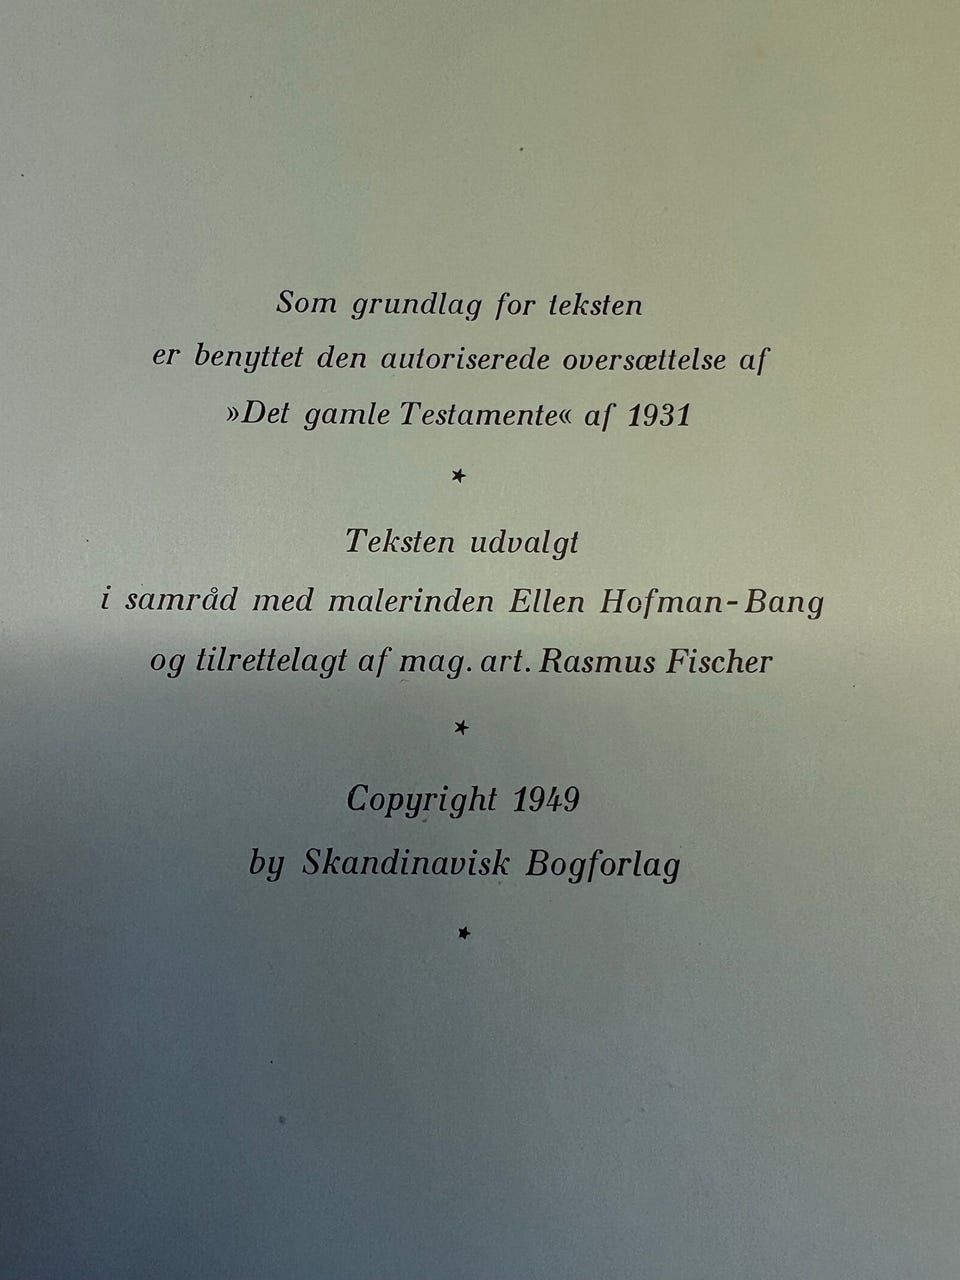 Som grundlag for teksten
er benyttet den autoriserede oversættelse af
»Det gamle Testamente« af 1931
★
Teksten udvalgt
i samråd med malerinden Ellen Hofman-Bang
og tilrettelagt af mag. art. Rasmus Fischer
★
Copyright 1949
by Skandinavisk Bogforlag
★